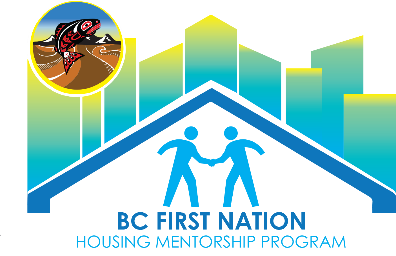 BC FIRST NATION
HOUSING MENTORSHIP PROGRAM